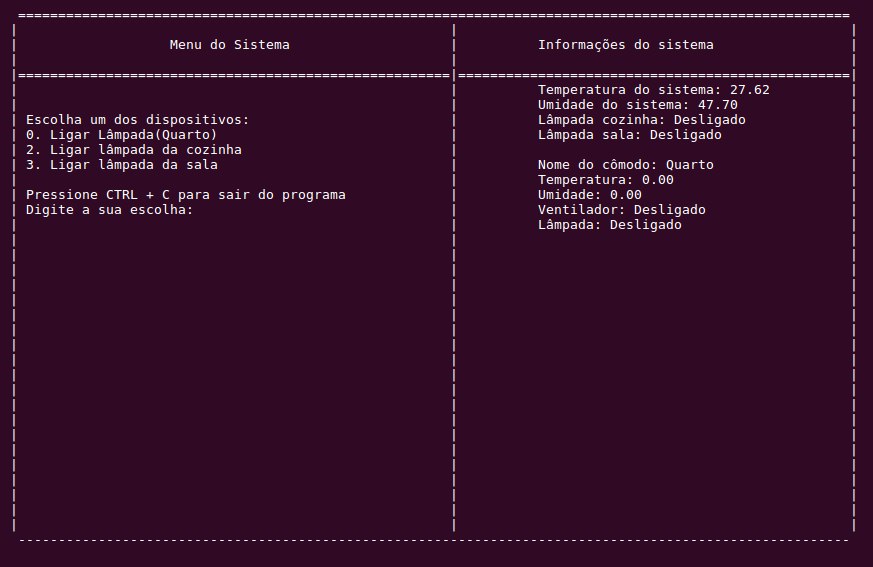 Menu do Sistema
Informações do sistema
Escolha um dos dispositivos:
0. Ligar Lâmpada(Quarto)
2. Ligar lâmpada da cozinha
3. Ligar lâmpada da sala
Pressione CTRL + C para sair do programa
Digite a sua escolha:
Temperatura do sistema: 27.62
Umidade do sistema: 47.70
Lâmpada cozinha: Desligado
Lâmpada sala: Desligado
Nome do cômodo: Quarto
Temperatura: 0.00
Umidade: 0.00
Ventilador: Desligado
Lâmpada: Desligado